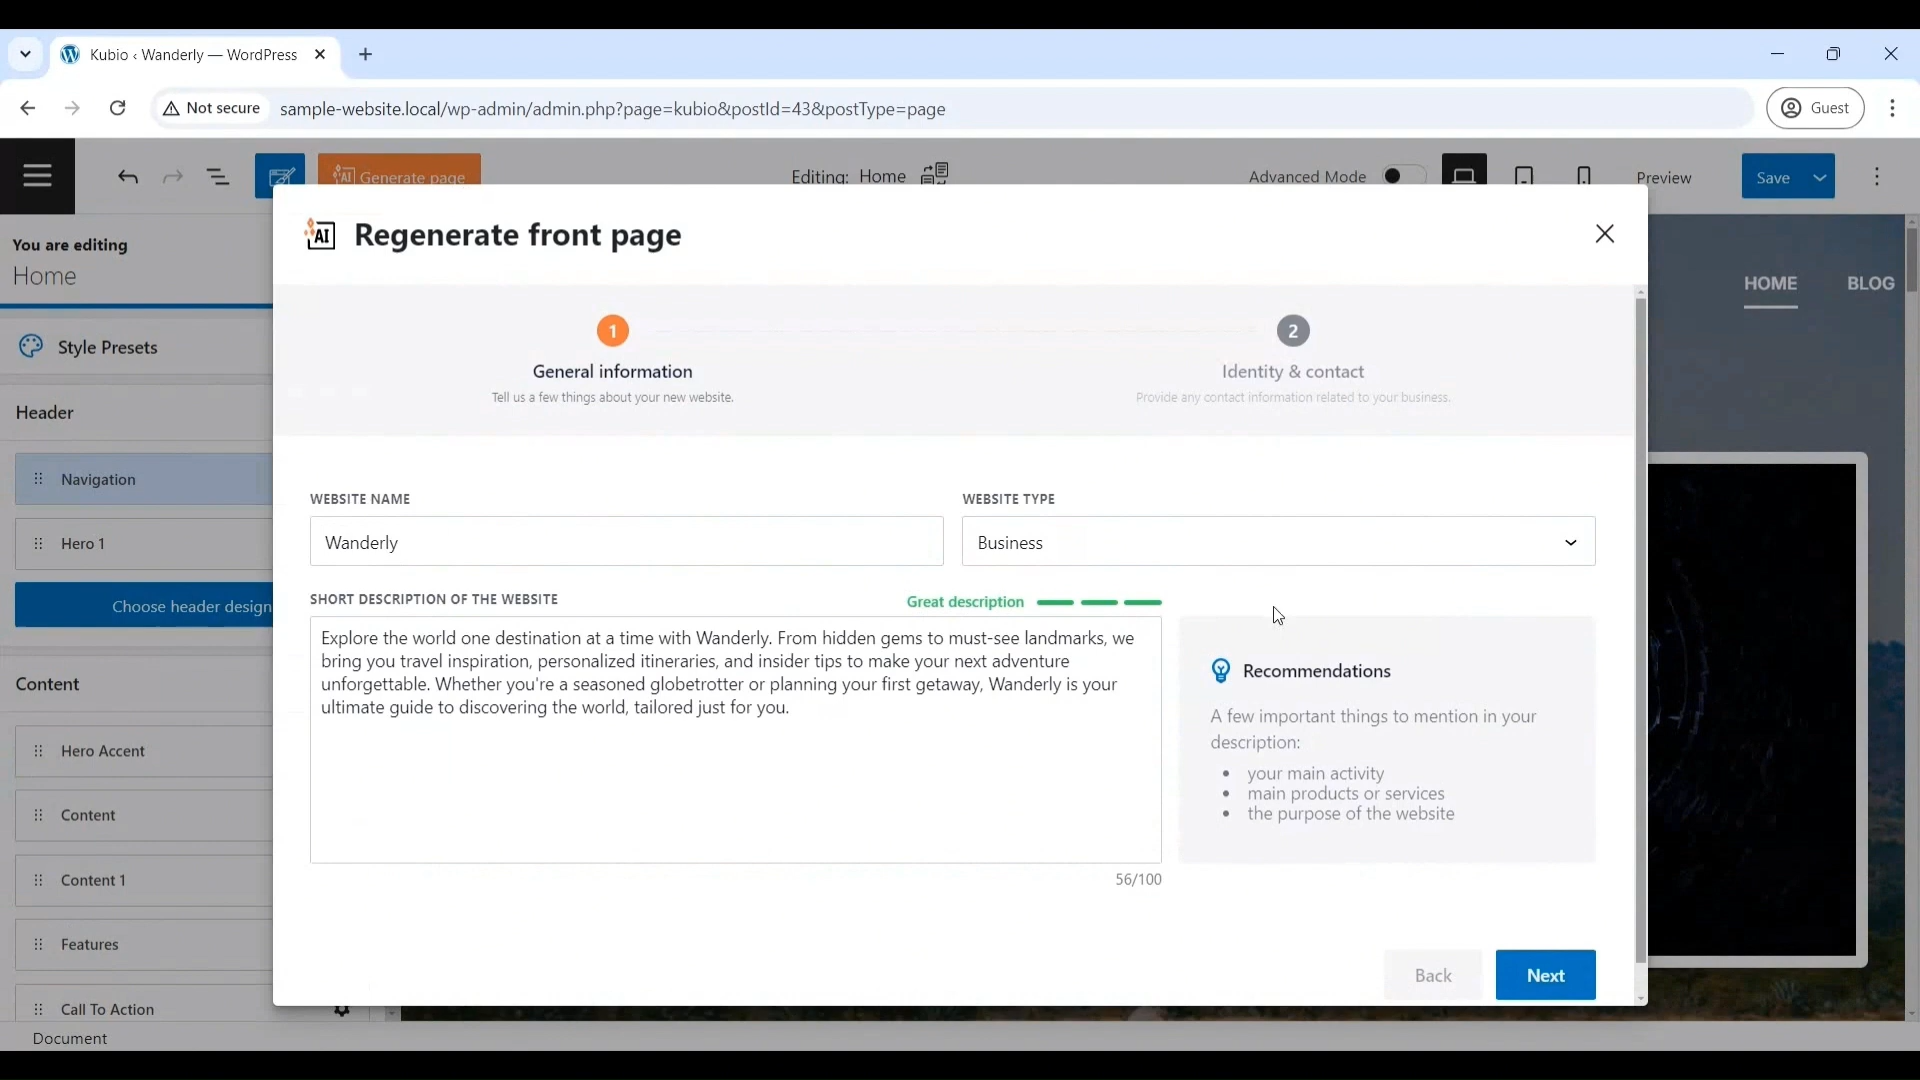 Kubio ‹ Wanderly — WordPress
Not secure
sample-website.local/wp-admin/admin.php?page=kubio&postId=43&postType=page
Guest
AI Generate page
Editing: Home
Advanced Mode
Preview
Save
You are editing
Home
HOME
BLOG
Style Presets
Header
Navigation
Hero 1
Choose header design
Content
Hero Accent
Content
Content 1
Features
Call To Action
Document
AI Regenerate front page
1
General information
Tell us a few things about your new website.
2
Identity & contact
Provide any contact information related to your business.
WEBSITE NAME
Wanderly
WEBSITE TYPE
Business
SHORT DESCRIPTION OF THE WEBSITE
Great description
Explore the world one destination at a time with Wanderly. From hidden gems to must-see landmarks, we
bring you travel inspiration, personalized itineraries, and insider tips to make your next adventure
unforgettable. Whether you're a seasoned globetrotter or planning your first getaway, Wanderly is your
ultimate guide to discovering the world, tailored just for you.
56/100
Recommendations
A few important things to mention in your
description:
• your main activity
• main products or services
• the purpose of the website
Back
Next